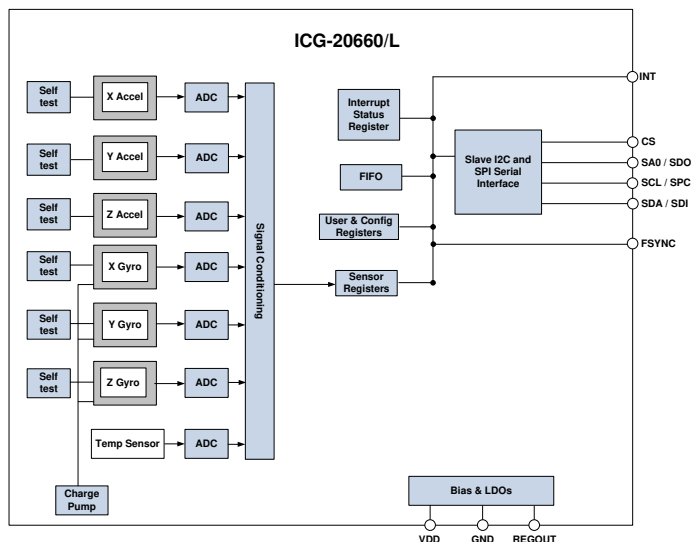 ICG-20660/L
Self
test
X Accel
ADC
Self
test
Y Accel
ADC
Self
test
Z Accel
ADC
Self
test
X Gyro
ADC
Self
test
Y Gyro
ADC
Self
test
Z Gyro
ADC
Temp Sensor
ADC
Charge
Pump
Signal Conditioning
Interrupt
Status
Register
FIFO
User & Config
Registers
Sensor
Registers
Slave I2C and
SPI Serial
Interface
INT
CS
SA0 / SDO
SCL / SPC
SDA / SDI
FSYNC
Bias & LDOs
VDD
GND
REGOUT